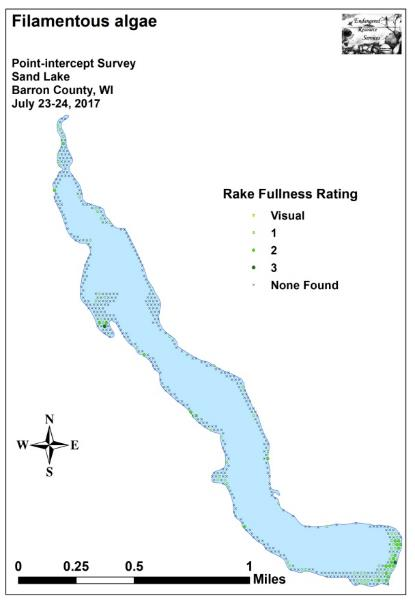 Filamentous algae
Endangered
Resource
Services
Point-intercept Survey
Sand Lake
Barron County, WI
July 23-24, 2017
Rake Fullness Rating
Visual
1
2
3
None Found
N
W E
S
0 0.25 0.5 1
Miles